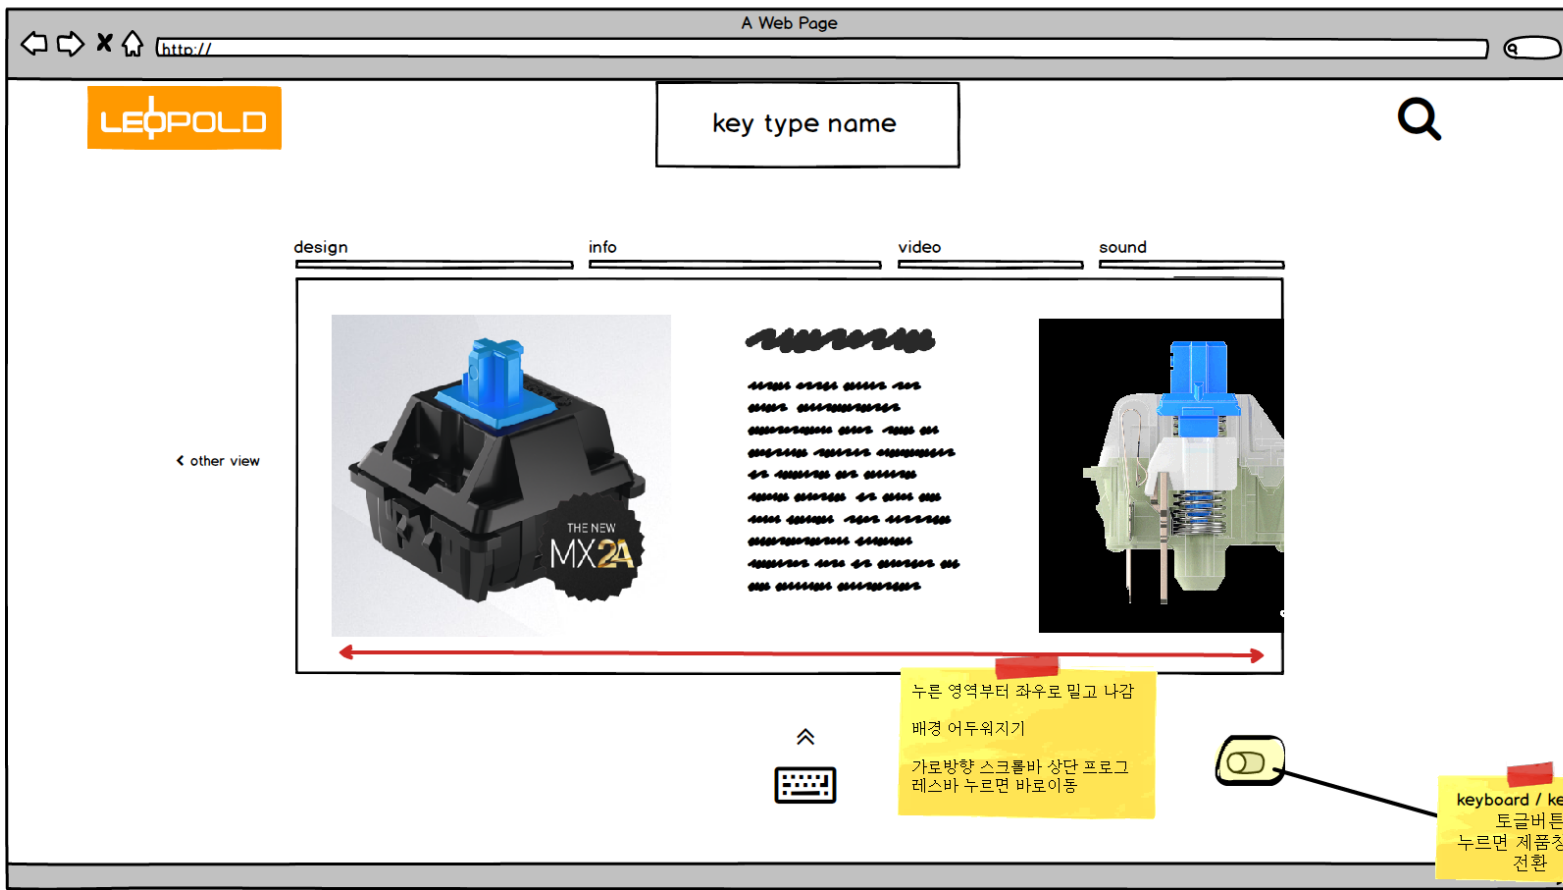 A Web Page
http://
LEOPOLD
key type name
design
info
video
sound
< other view
THE NEW
MX2A
누른 영역부터 좌우로 밀고 나감
배경 어두워지기
가로방향 스크롤바 상단 프로그
레스바 누르면 바로이동
keyboard / ke
토글버튼
누르면 제품창
전환